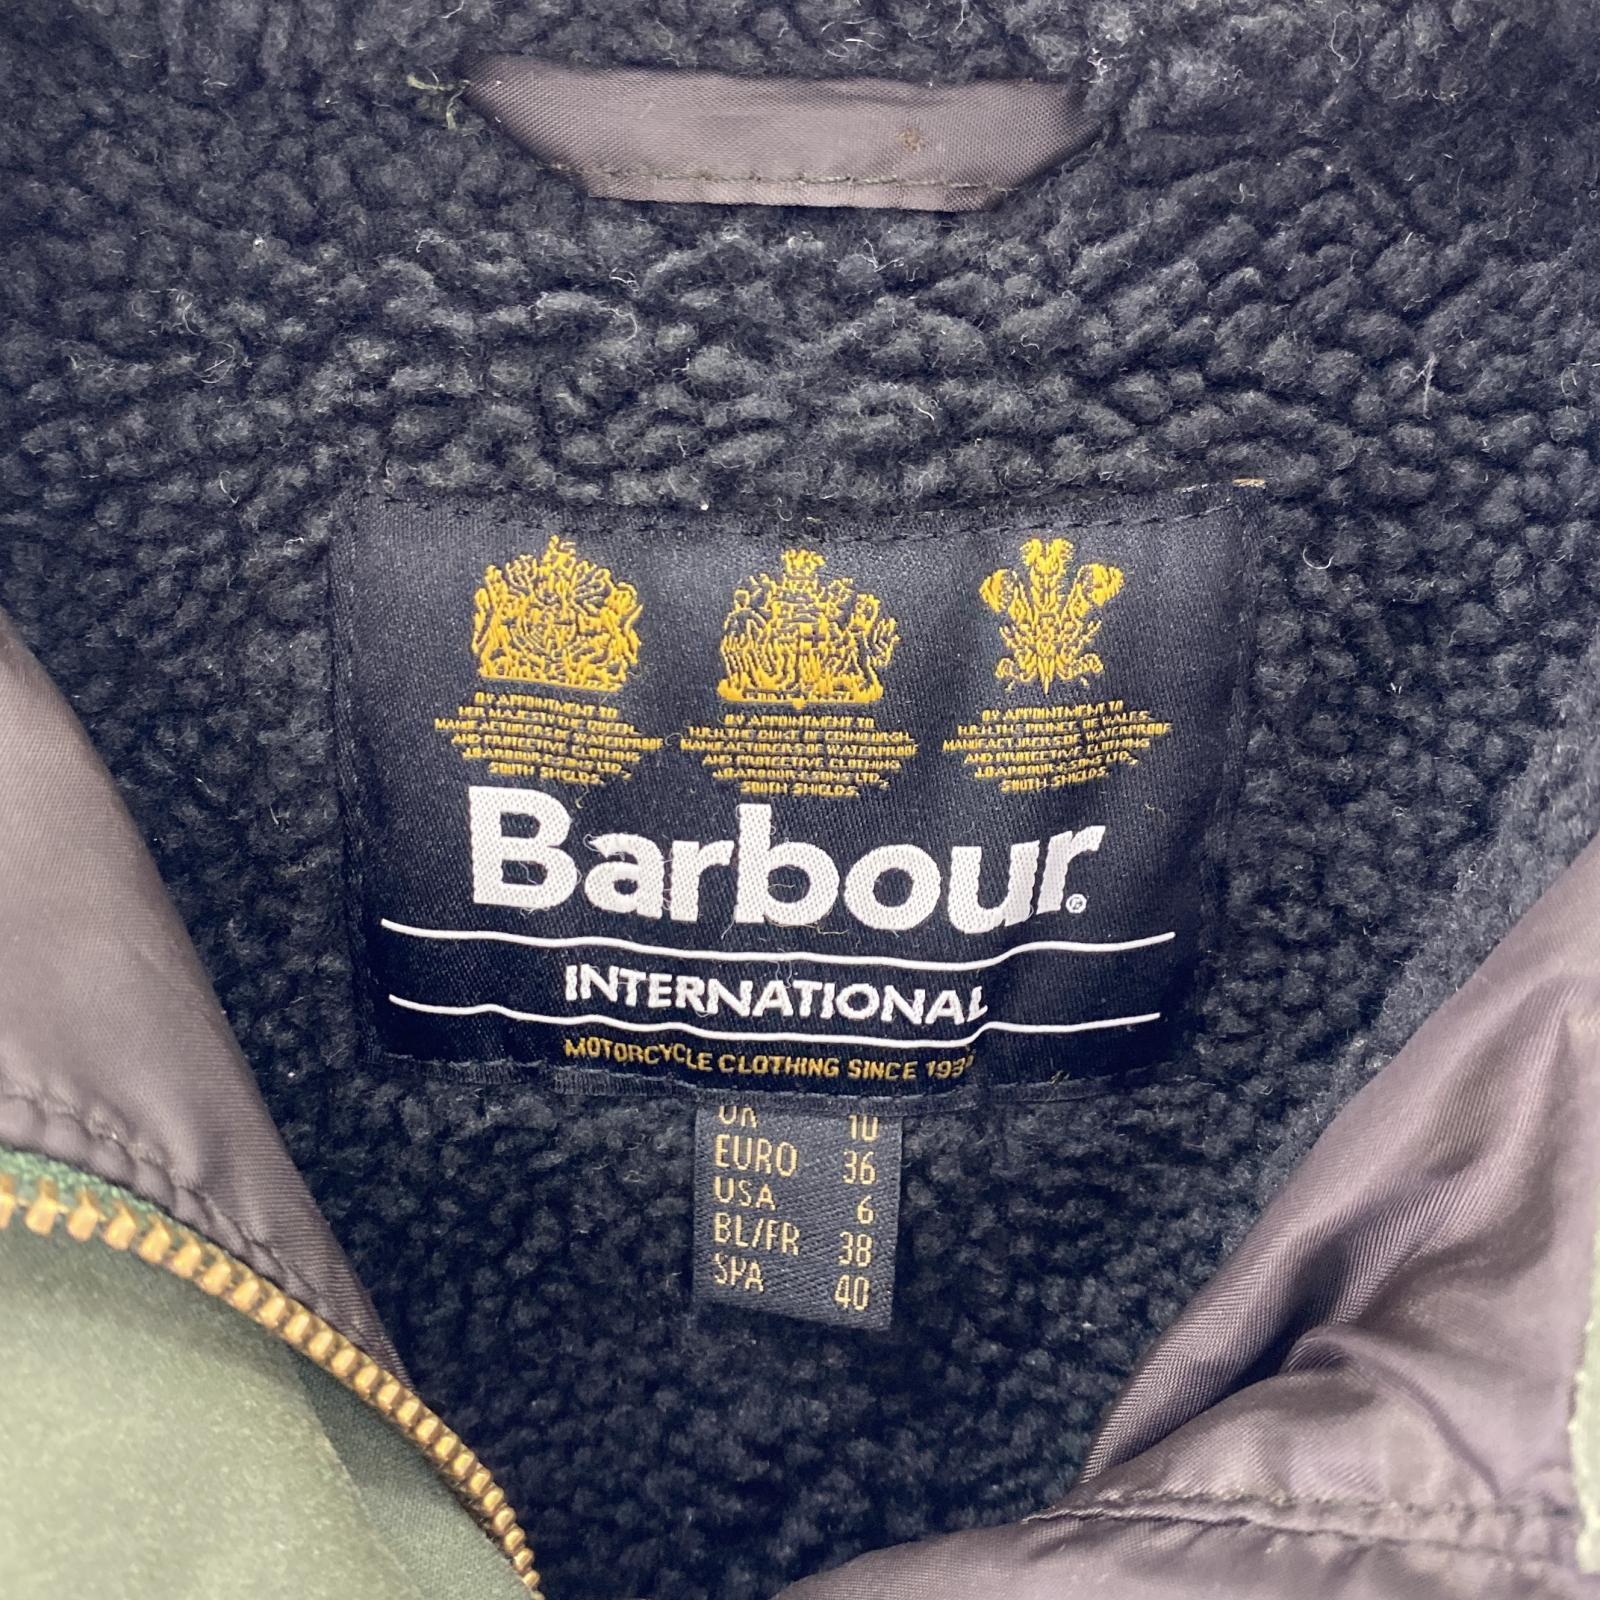 BY APPOINTMENT TO
HER MAJESTY THE QUEEN
MANUFACTURERS OF WATERPROOF
AND PROTECTIVE CLOTHING
J.BARBOUR & SONS LTD,
SOUTH SHIELDS.
BY APPOINTMENT TO
H.R.H. THE DUKE OF EDINBURGH
MANUFACTURERS OF WATERPROOF
AND PROTECTIVE CLOTHING
J.BARBOUR & SONS LTD,
SOUTH SHIELDS.
BY APPOINTMENT TO
H.R.H. THE PRINCE OF WALES
MANUFACTURERS OF WATERPROOF
AND PROTECTIVE CLOTHING
J.BARBOUR & SONS LTD,
SOUTH SHIELDS.
Barbour®
INTERNATIONAL
MOTORCYCLE CLOTHING SINCE
UK 10
EURO 36
USA 6
BL/FR 38
SPA 40